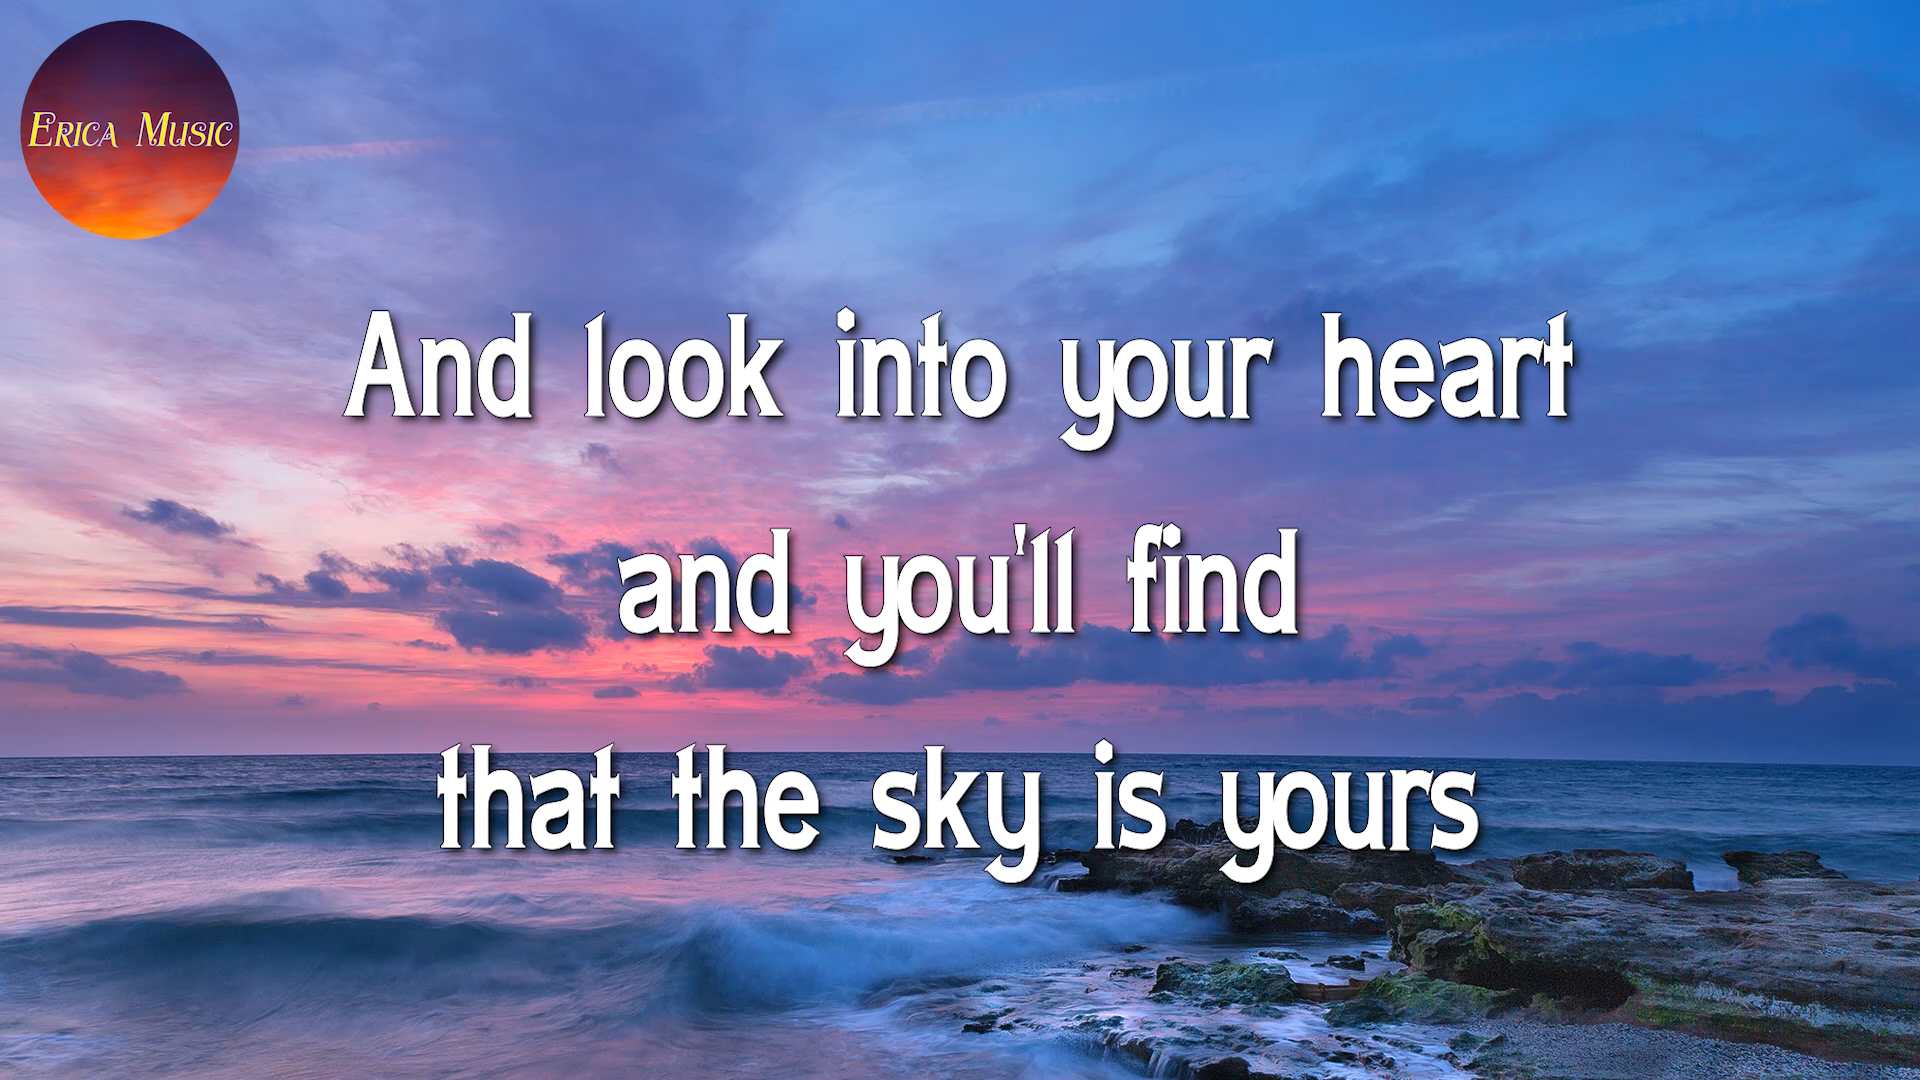 Erica Music
And look into your heart
and you'll find
that the sky is yours